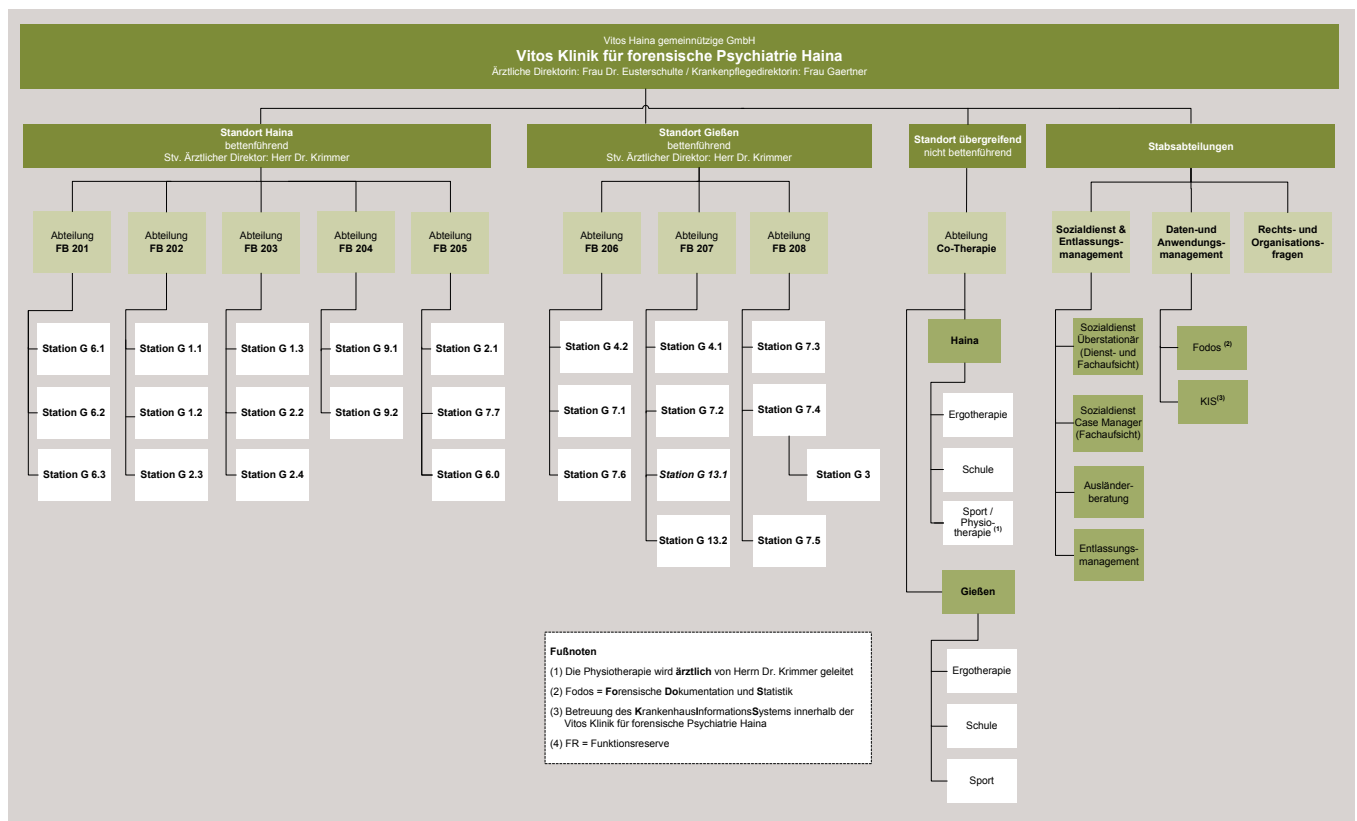 Vitos Haina gemeinnützige GmbH
Vitos Klinik für forensische Psychiatrie Haina
Ärztliche Direktorin: Frau Dr. Eusterschulte / Krankenpflegedirektorin: Frau Gaertner
Standort Haina
bettenführend
Stv. Ärztlicher Direktor: Herr Dr. Krimmer
Standort Gießen
bettenführend
Stv. Ärztlicher Direktor: Herr Dr. Krimmer
Standort übergreifend
nicht bettenführend
Stabsabteilungen
Abteilung
FB 201
Abteilung
FB 202
Abteilung
FB 203
Abteilung
FB 204
Abteilung
FB 205
Abteilung
FB 206
Abteilung
FB 207
Abteilung
FB 208
Abteilung
Co-Therapie
Sozialdienst &
Entlassungs-
management
Daten-und
Anwendungs-
management
Rechts- und
Organisations-
fragen
Station G 6.1
Station G 6.2
Station G 6.3
Station G 1.1
Station G 1.2
Station G 2.3
Station G 1.3
Station G 2.2
Station G 2.4
Station G 9.1
Station G 9.2
Station G 2.1
Station G 7.7
Station G 6.0
Station G 4.2
Station G 7.1
Station G 7.6
Station G 4.1
Station G 7.2
Station G 13.1
Station G 13.2
Station G 7.3
Station G 7.4
Station G 3
Station G 7.5
Haina
Ergotherapie
Schule
Sport /
Physio-
therapie (1)
Gießen
Ergotherapie
Schule
Sport
Sozialdienst
Überstationär
(Dienst- und
Fachaufsicht)
Sozialdienst
Case Manager
(Fachaufsicht)
Ausländer-
beratung
Entlassungs-
management
Fodos (2)
KIS(3)
Fußnoten
(1) Die Physiotherapie wird ärztlich von Herrn Dr. Krimmer geleitet
(2) Fodos = Forensische Dokumentation und Statistik
(3) Betreuung des KrankenhausInformationsSystems innerhalb der
Vitos Klinik für forensische Psychiatrie Haina
(4) FR = Funktionsreserve